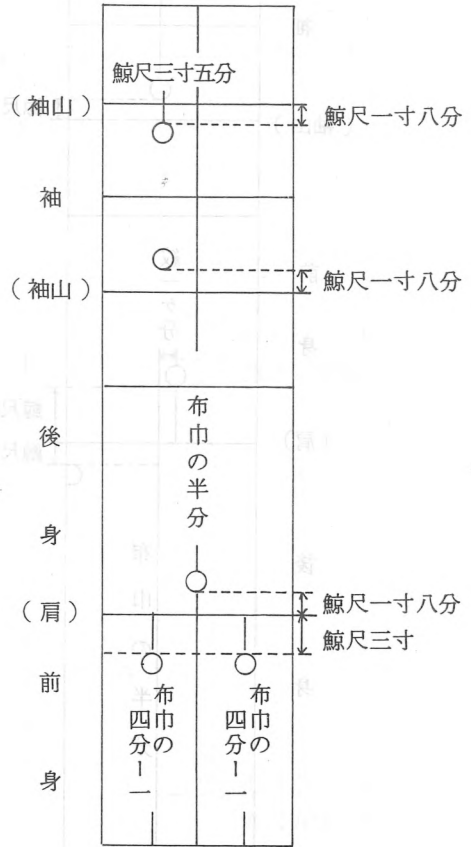 鯨尺三寸五分
（袖山）
鯨尺一寸八分
袖
（袖山）
鯨尺一寸八分
布巾の半分
後身
鯨尺一寸八分
（肩）
鯨尺三寸
前身
布巾の
四分ー一
布巾の
四分ー一